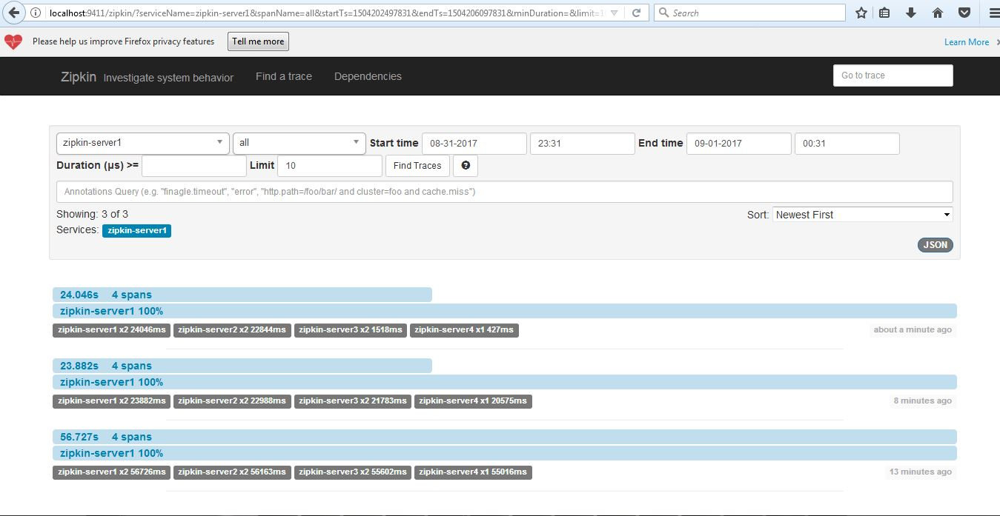 localhost:9411/zipkin/?serviceName=zipkin-server1&spanName=all&startTs=1504202497831&endTs=1504206097831&minDuration=&limit=1
Search
Please help us improve Firefox privacy features
Tell me more
Learn More
Zipkin Investigate system behavior Find a trace Dependencies
Go to trace
zipkin-server1 all Start time 08-31-2017 23:31 End time 09-01-2017 00:31
Duration (µs) >= Limit 10 Find Traces ?
Annotations Query (e.g. "finagle.timeout", "error", "http.path=/foo/bar/ and cluster=foo and cache.miss")
Showing: 3 of 3
Sort: Newest First
Services: zipkin-server1
JSON
24.046s 4 spans
zipkin-server1 100%
zipkin-server1 x2 24046ms zipkin-server2 x2 22844ms zipkin-server3 x2 1518ms zipkin-server4 x1 427ms about a minute ago
23.882s 4 spans
zipkin-server1 100%
zipkin-server1 x2 23882ms zipkin-server2 x2 22988ms zipkin-server3 x2 21783ms zipkin-server4 x1 20575ms 8 minutes ago
56.727s 4 spans
zipkin-server1 100%
zipkin-server1 x2 56726ms zipkin-server2 x2 56163ms zipkin-server3 x2 55602ms zipkin-server4 x1 55016ms 13 minutes ago